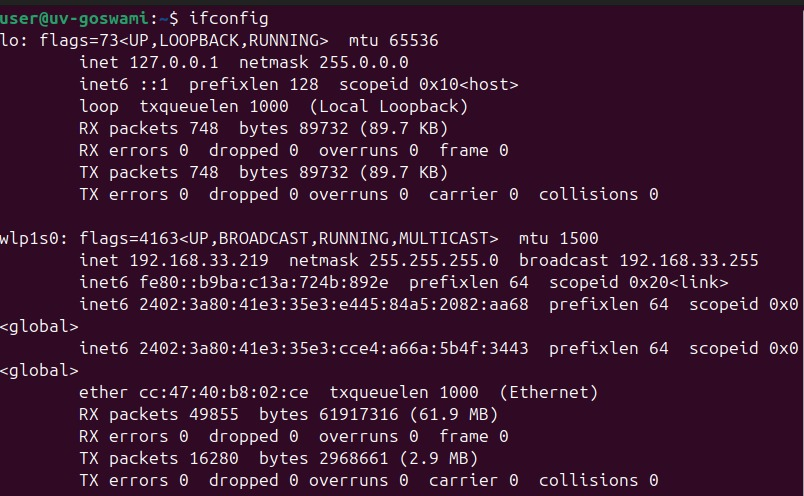 user@uv-goswami:~$ ifconfig
lo: flags=73<UP,LOOPBACK,RUNNING>  mtu 65536
        inet 127.0.0.1  netmask 255.0.0.0
        inet6 ::1  prefixlen 128  scopeid 0x10<host>
        loop  txqueuelen 1000  (Local Loopback)
        RX packets 748  bytes 89732 (89.7 KB)
        RX errors 0  dropped 0  overruns 0  frame 0
        TX packets 748  bytes 89732 (89.7 KB)
        TX errors 0  dropped 0 overruns 0  carrier 0  collisions 0

wlp1s0: flags=4163<UP,BROADCAST,RUNNING,MULTICAST>  mtu 1500
        inet 192.168.33.219  netmask 255.255.255.0  broadcast 192.168.33.255
        inet6 fe80::b9ba:c13a:724b:892e  prefixlen 64  scopeid 0x20<link>
        inet6 2402:3a80:41e3:35e3:e445:84a5:2082:aa68  prefixlen 64  scopeid 0x0
<global>
        inet6 2402:3a80:41e3:35e3:cce4:a66a:5b4f:3443  prefixlen 64  scopeid 0x0
<global>
        ether cc:47:40:b8:02:ce  txqueuelen 1000  (Ethernet)
        RX packets 49855  bytes 61917316 (61.9 MB)
        RX errors 0  dropped 0  overruns 0  frame 0
        TX packets 16280  bytes 2968661 (2.9 MB)
        TX errors 0  dropped 0 overruns 0  carrier 0  collisions 0